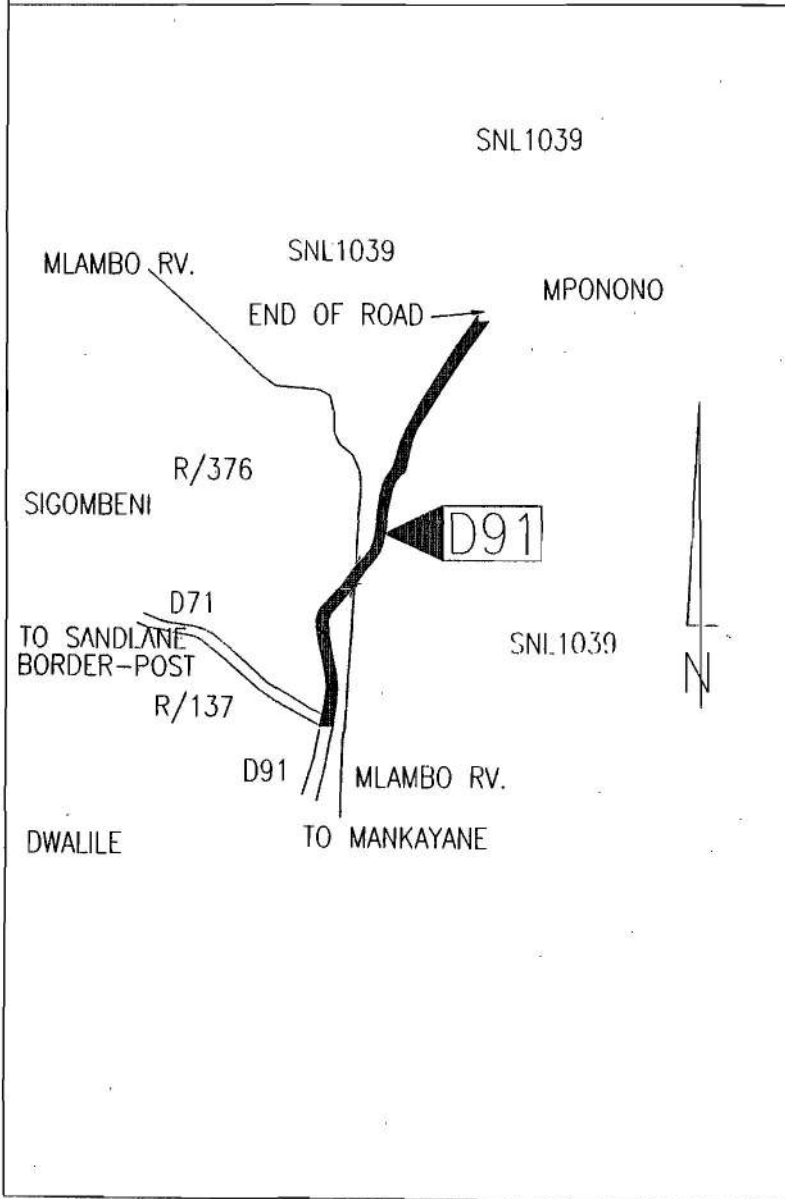 SNL1039
SNL1039
MLAMBO RV.
MPONONO
END OF ROAD
R/376
SIGOMBENI
D91
D71
TO SANDLANE
BORDER-POST
SNL1039
R/137
N
D91
MLAMBO RV.
DWALILE
TO MANKAYANE